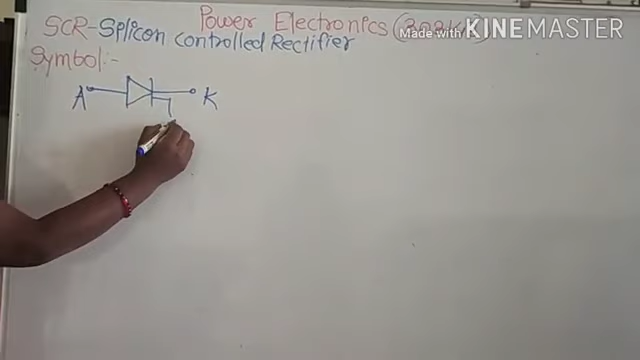 Power Electronics
Made with KINEMASTER
SCR-Silicon controlled Rectifier
Symbol:-
A
K